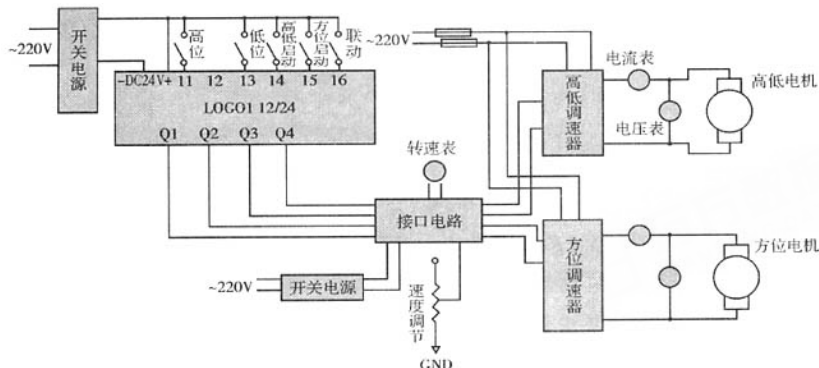 ~220V
开关电源
高位
低位
高低启动
方位启动
联动
-DC24V+ 11 12 13 14 15 16
LOGO1 12/24
Q1 Q2 Q3 Q4
~220V
高低调速器
电流表
电压表
高低电机
转速表
接口电路
~220V
开关电源
速度调节
GND
方位调速器
方位电机